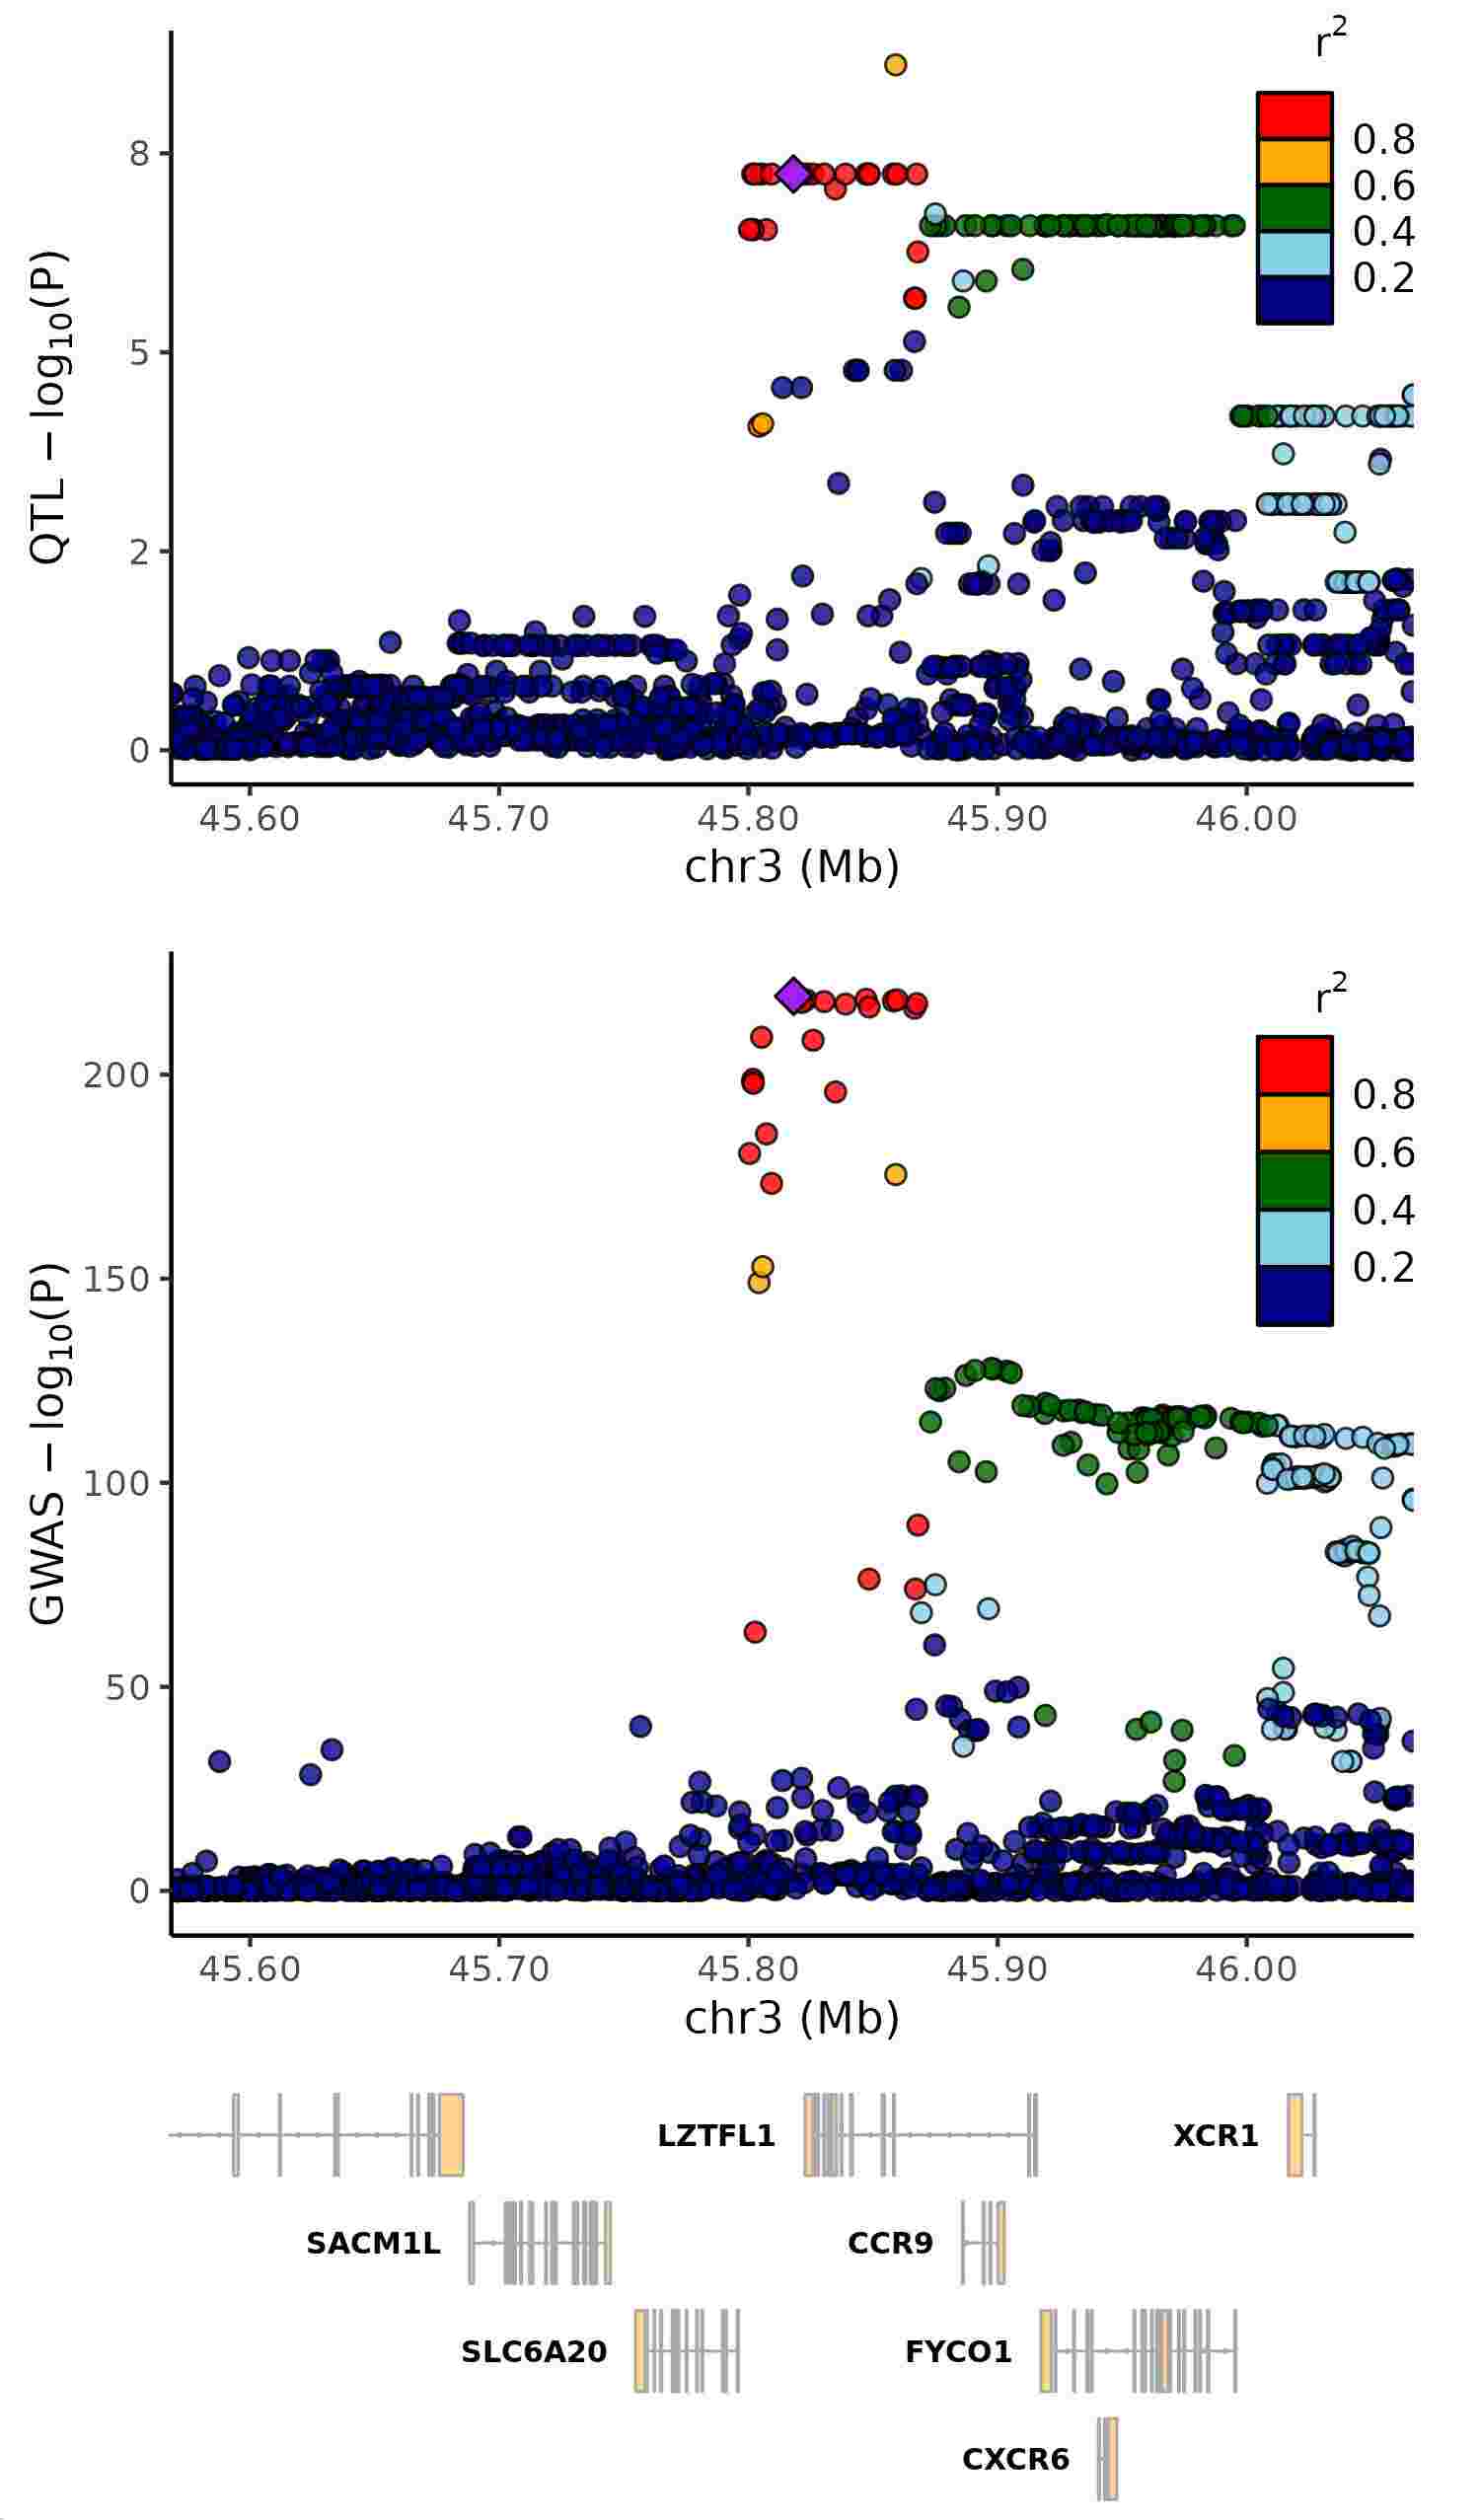 r²
0.8
0.6
0.4
0.2
8
5
2
0
QTL − log₁₀(P)
45.60 45.70 45.80 45.90 46.00
chr3 (Mb)
r²
0.8
0.6
0.4
0.2
200
150
100
50
0
GWAS − log₁₀(P)
45.60 45.70 45.80 45.90 46.00
chr3 (Mb)
LZTFL1 XCR1
SACM1L CCR9
SLC6A20 FYCO1
CXCR6